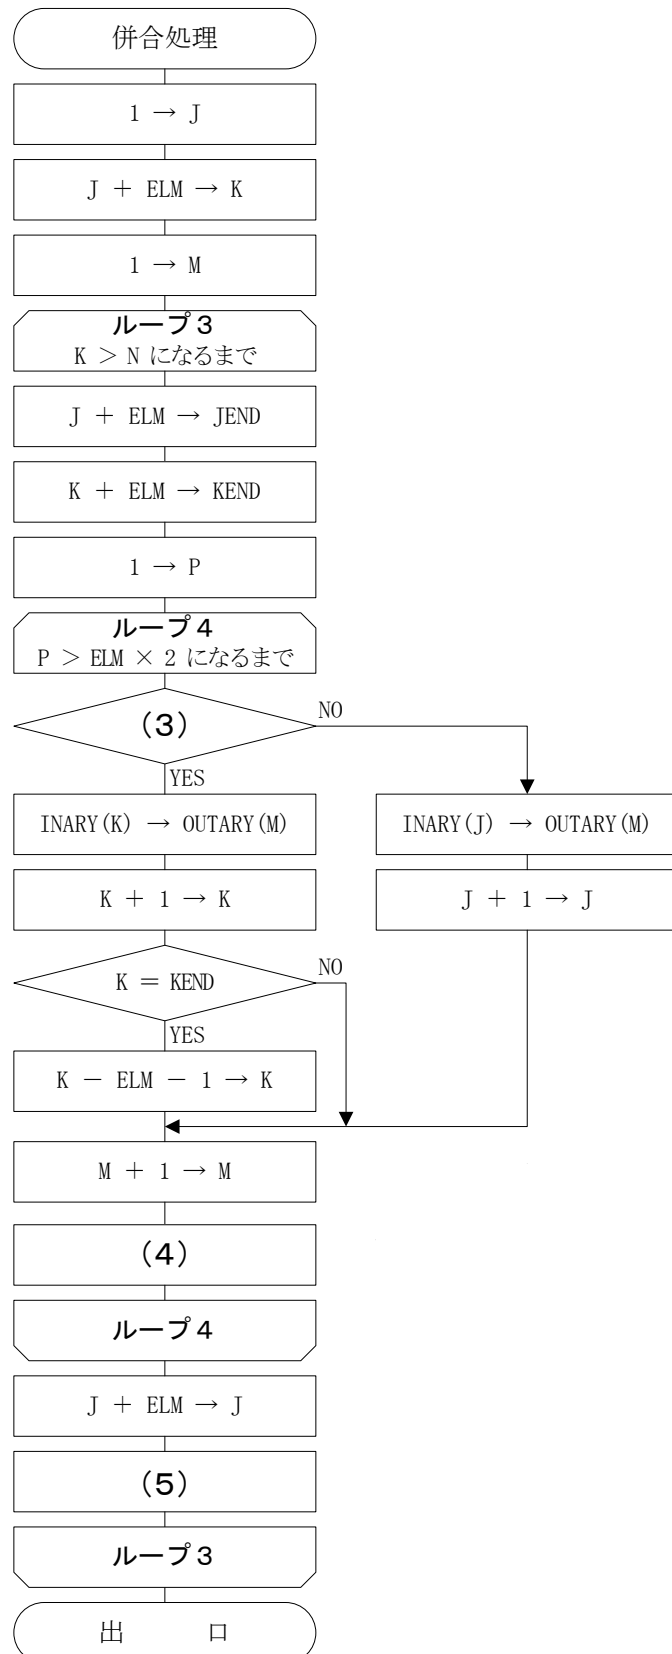 併合処理
1 → J
J + ELM → K
1 → M
ループ3
K > N になるまで
J + ELM → JEND
K + ELM → KEND
1 → P
ループ4
P > ELM × 2 になるまで
(3)
NO
YES
INARY(K) → OUTARY(M)
INARY(J) → OUTARY(M)
K + 1 → K
J + 1 → J
K = KEND
NO
YES
K - ELM - 1 → K
M + 1 → M
(4)
ループ4
J + ELM → J
(5)
ループ3
出　口